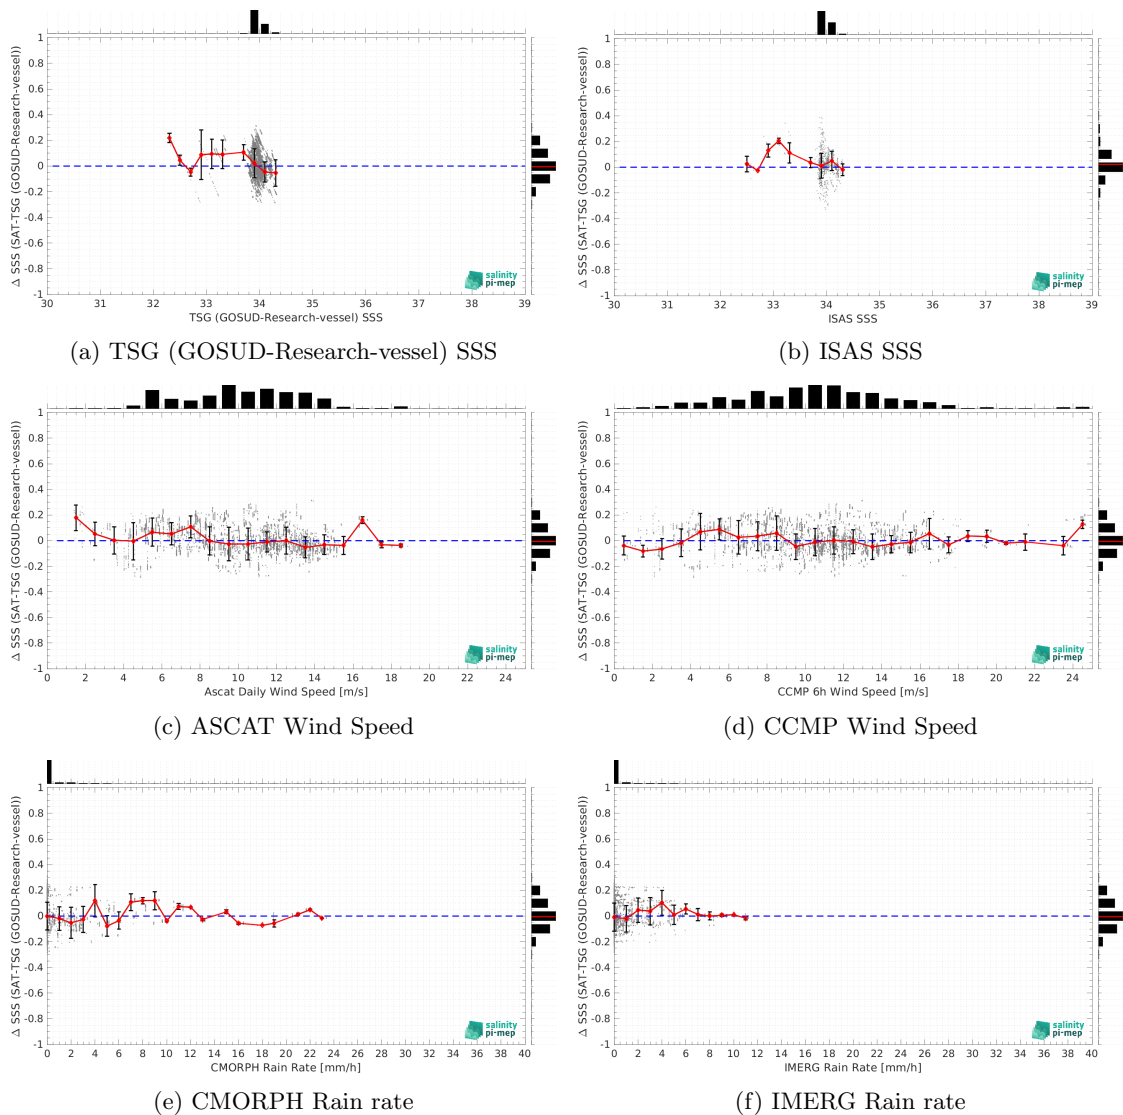 Δ SSS (SAT-TSG (GOSUD-Research-vessel))
1
0.8
0.6
0.4
0.2
0
-0.2
-0.4
-0.6
-0.8
-1
salinity
pi-mep
30 31 32 33 34 35 36 37 38 39
TSG (GOSUD-Research-vessel) SSS
(a) TSG (GOSUD-Research-vessel) SSS
Δ SSS (SAT-TSG (GOSUD-Research-vessel))
1
0.8
0.6
0.4
0.2
0
-0.2
-0.4
-0.6
-0.8
-1
salinity
pi-mep
30 31 32 33 34 35 36 37 38 39
ISAS SSS
(b) ISAS SSS
Δ SSS (SAT-TSG (GOSUD-Research-vessel))
1
0.8
0.6
0.4
0.2
0
-0.2
-0.4
-0.6
-0.8
-1
salinity
pi-mep
0 2 4 6 8 10 12 14 16 18 20 22 24
Ascat Daily Wind Speed [m/s]
(c) ASCAT Wind Speed
Δ SSS (SAT-TSG (GOSUD-Research-vessel))
1
0.8
0.6
0.4
0.2
0
-0.2
-0.4
-0.6
-0.8
-1
salinity
pi-mep
0 2 4 6 8 10 12 14 16 18 20 22 24
CCMP 6h Wind Speed [m/s]
(d) CCMP Wind Speed
Δ SSS (SAT-TSG (GOSUD-Research-vessel))
1
0.8
0.6
0.4
0.2
0
-0.2
-0.4
-0.6
-0.8
-1
salinity
pi-mep
0 2 4 6 8 10 12 14 16 18 20 22 24 26 28 30 32 34 36 38 40
CMORPH Rain Rate [mm/h]
(e) CMORPH Rain rate
Δ SSS (SAT-TSG (GOSUD-Research-vessel))
1
0.8
0.6
0.4
0.2
0
-0.2
-0.4
-0.6
-0.8
-1
salinity
pi-mep
0 2 4 6 8 10 12 14 16 18 20 22 24 26 28 30 32 34 36 38 40
IMERG Rain Rate [mm/h]
(f) IMERG Rain rate